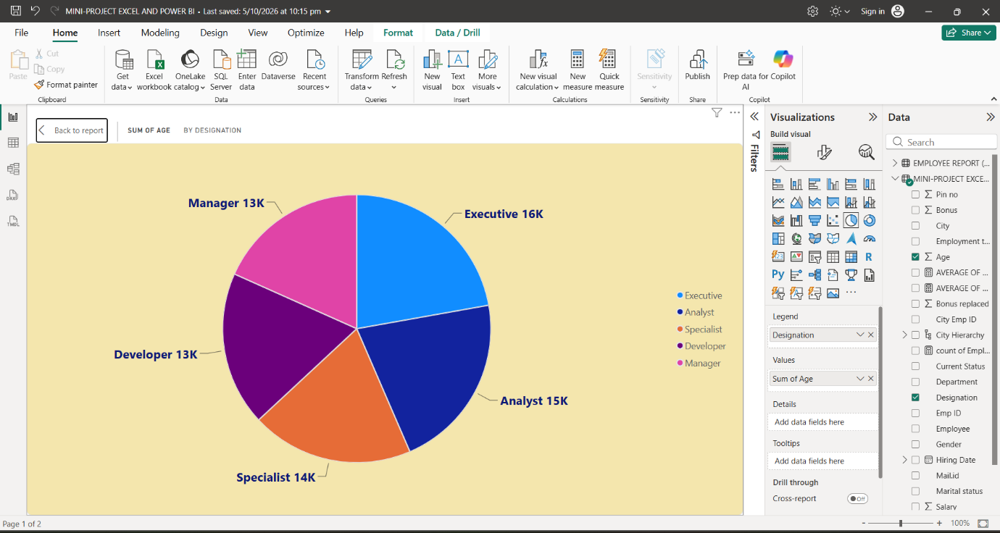 MINI-PROJECT EXCEL AND POWER BI • Last saved: 5/10/2026 at 10:15 pm
Sign in
File Home Insert Modeling Design View Optimize Help Format Data / Drill
Share
Paste
Cut
Copy
Format painter
Get data
Excel workbook
OneLake catalog
SQL Server
Enter data
Dataverse
Recent sources
Transform data
Refresh
New visual
Text box
More visuals
New visual calculation
New measure
Quick measure
Sensitivity
Publish
Prep data for AI
Copilot
Clipboard
Data
Queries
Insert
Calculations
Sensitivity
Share
Copilot
Back to report
SUM OF AGE
BY DESIGNATION
Manager 13K
Executive 16K
Developer 13K
Analyst 15K
Specialist 14K
Executive
Analyst
Specialist
Developer
Manager
DAX
TMDL
Filters
Visualizations
Build visual
123
R
Py
Legend
Designation
Values
Sum of Age
Details
Add data fields here
Tooltips
Add data fields here
Drill through
Cross-report
Off
Data
Search
EMPLOYEE REPORT (...
MINI-PROJECT EXCE...
Pin no
Bonus
City
Employment t...
Age
AVERAGE OF ...
AVERAGE OF ...
Bonus replaced
City Emp ID
City Hierarchy
count of Empl...
Current Status
Department
Designation
Emp ID
Employee
Gender
Hiring Date
Mail.id
Marital status
Salary
Page 1 of 2
- + 100%